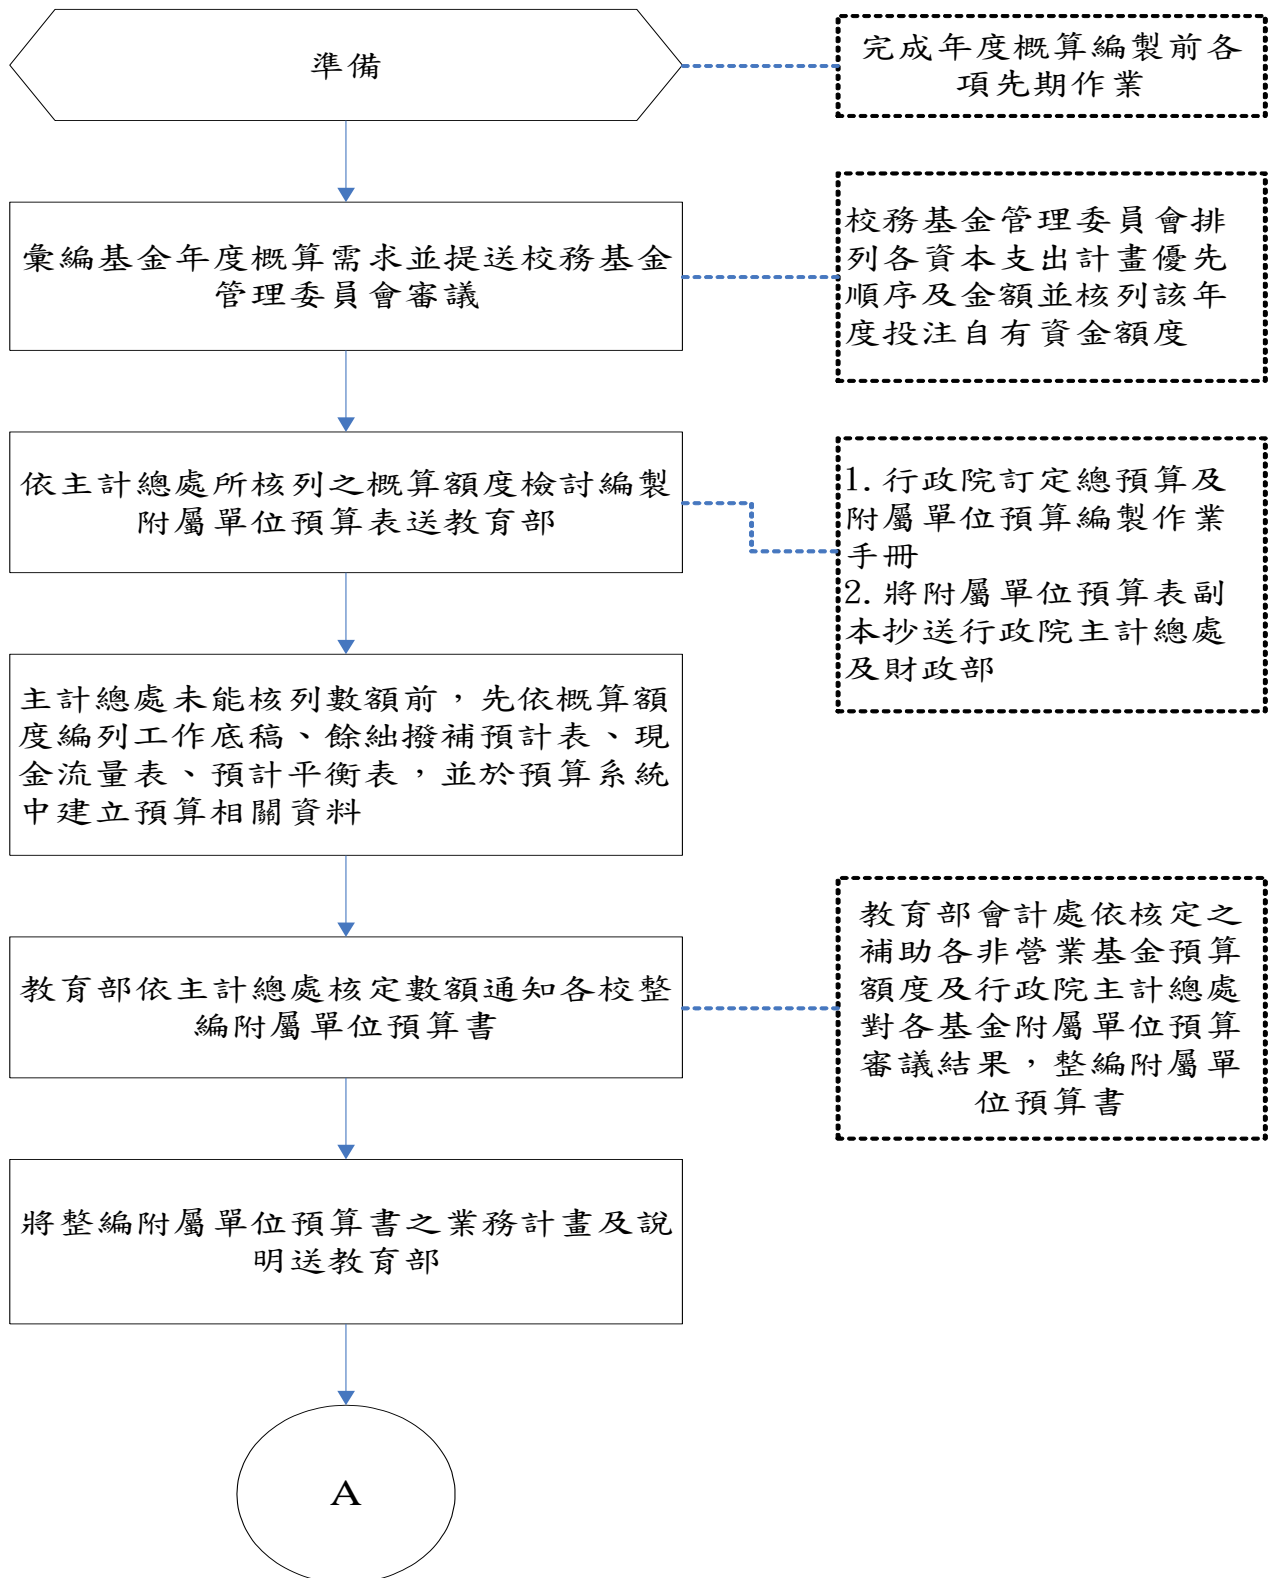 準備
完成年度概算編製前各
項先期作業
彙編基金年度概算需求並提送校務基金
管理委員會審議
校務基金管理委員會排
列各資本支出計畫優先
順序及金額並核列該年
度投注自有資金額度
依主計總處所核列之概算額度檢討編製
附屬單位預算表送教育部
1. 行政院訂定總預算及
附屬單位預算編製作業
手冊
2. 將附屬單位預算表副
本抄送行政院主計總處
及財政部
主計總處未能核列數額前，先依概算額
度編列工作底稿、餘絀撥補預計表、現
金流量表、預計平衡表，並於預算系統
中建立預算相關資料
教育部依主計總處核定數額通知各校整
編附屬單位預算書
教育部會計處依核定之
補助各非營業基金預算
額度及行政院主計總處
對各基金附屬單位預算
審議結果，整編附屬單
位預算書
將整編附屬單位預算書之業務計畫及說
明送教育部
A